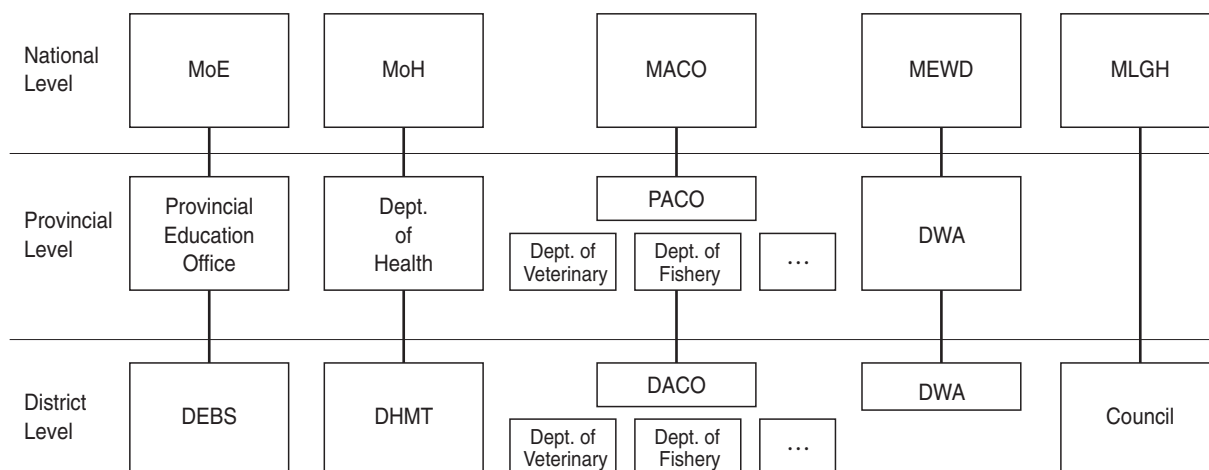 National
Level
MoE
MoH
MACO
MEWD
MLGH
Provincial
Level
Provincial
Education
Office
Dept.
of
Health
PACO
Dept. of
Veterinary
Dept. of
Fishery
...
DWA
District
Level
DEBS
DHMT
DACO
Dept. of
Veterinary
Dept. of
Fishery
...
DWA
Council